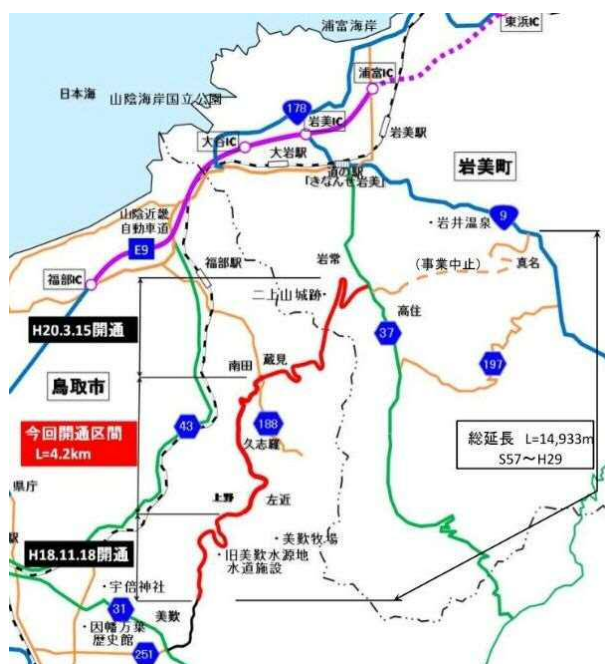 浦富海岸
東浜IC
日本海
山陰海岸国立公園
浦富IC
178
岩美IC
大谷IC
岩美駅
大岩駅
道の駅
「きなんせ岩美」
岩美町
山陰近畿
自動車道
E9
・岩井温泉
9
福部IC
福部駅
岩常
（事業中止）
真名
二上山城跡・
高住
H20.3.15開通
37
南田
蔵見
197
鳥取市
43
188
久志羅
今回開通区間
L=4.2km
総延長 L=14,933m
S57～H29
県庁
上野
左近
駅
H18.11.18開通
・美歎牧場
・旧美歎水源地
水道施設
・宇倍神社
31
美歎
・因幡万葉
歴史館
251